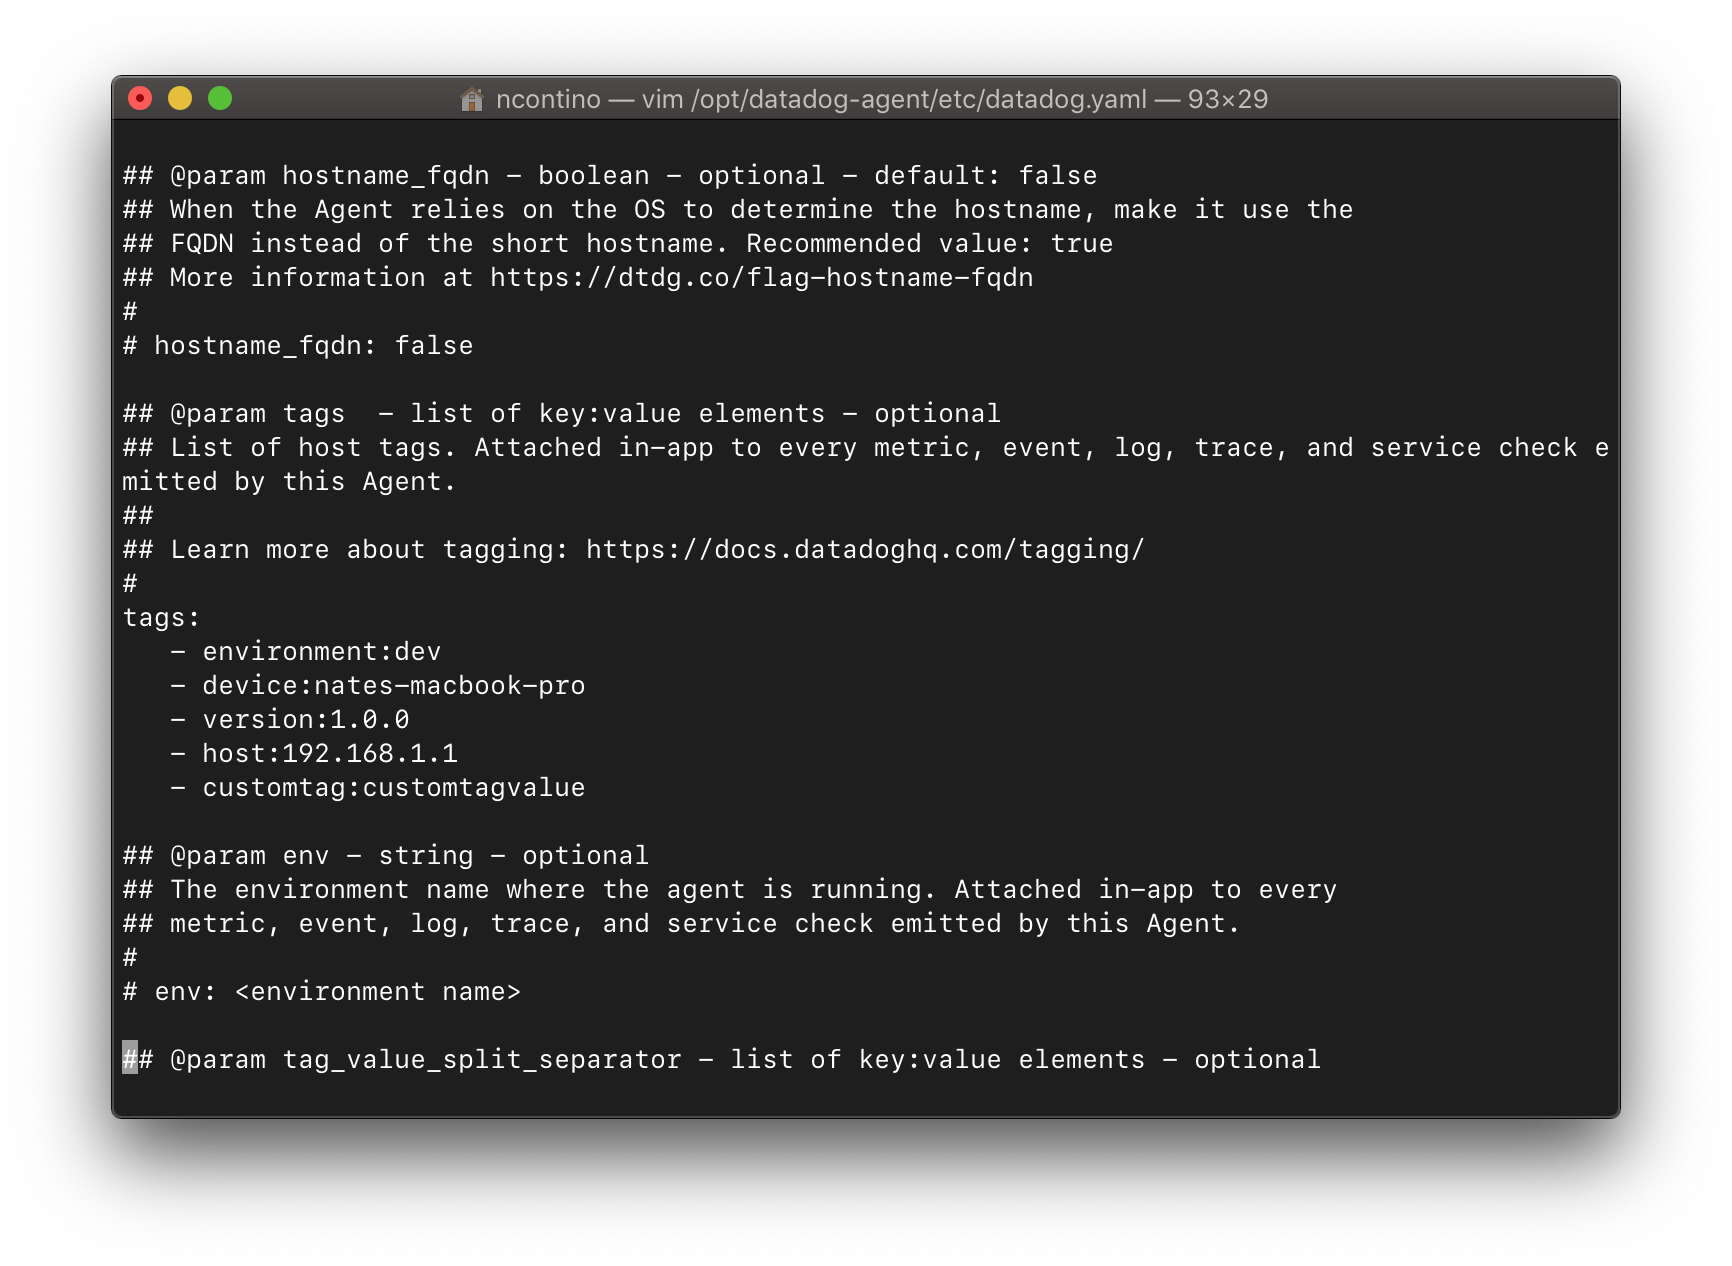 ncontino — vim /opt/datadog-agent/etc/datadog.yaml — 93×29
## @param hostname_fqdn - boolean - optional - default: false
## When the Agent relies on the OS to determine the hostname, make it use the
## FQDN instead of the short hostname. Recommended value: true
## More information at https://dtdg.co/flag-hostname-fqdn
#
# hostname_fqdn: false

## @param tags  - list of key:value elements - optional
## List of host tags. Attached in-app to every metric, event, log, trace, and service check e
mitted by this Agent.
##
## Learn more about tagging: https://docs.datadoghq.com/tagging/
#
tags:
   - environment:dev
   - device:nates-macbook-pro
   - version:1.0.0
   - host:192.168.1.1
   - customtag:customtagvalue

## @param env - string - optional
## The environment name where the agent is running. Attached in-app to every
## metric, event, log, trace, and service check emitted by this Agent.
#
# env: <environment name>

## @param tag_value_split_separator - list of key:value elements - optional